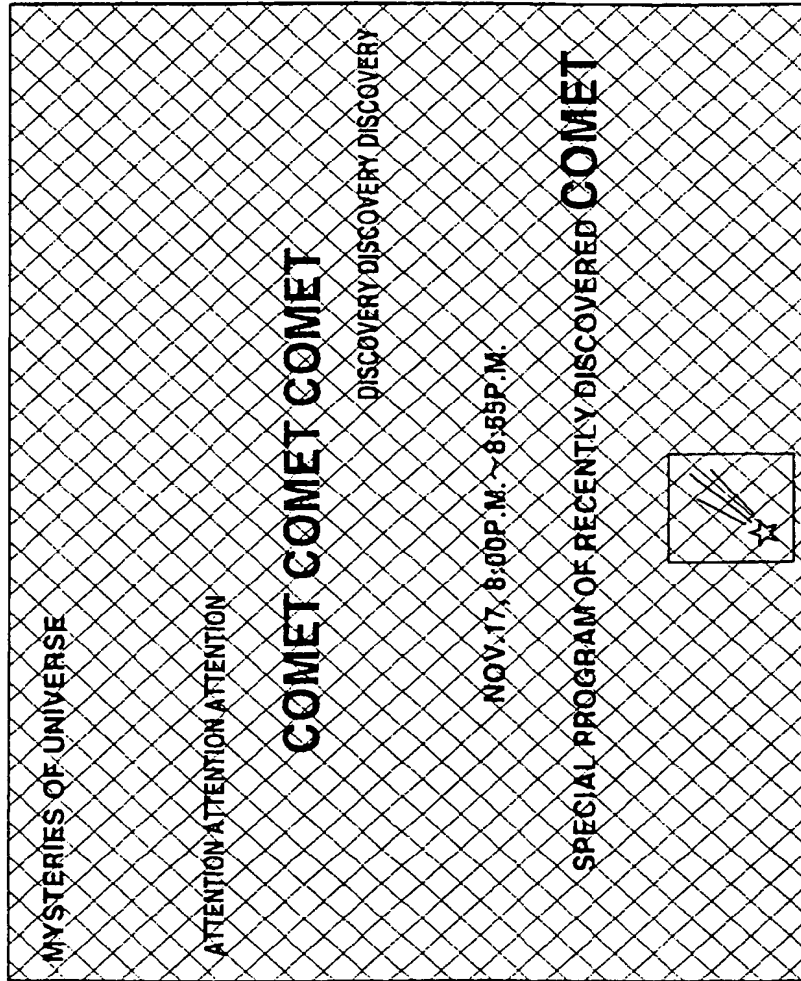 MYSTERIES OF UNIVERSE
ATTENTION ATTENTION ATTENTION
COMET COMET COMET
DISCOVERY DISCOVERY DISCOVERY
NOV. 17, 8:00P.M.~8:55P.M.
SPECIAL PROGRAM OF RECENTLY DISCOVERED COMET